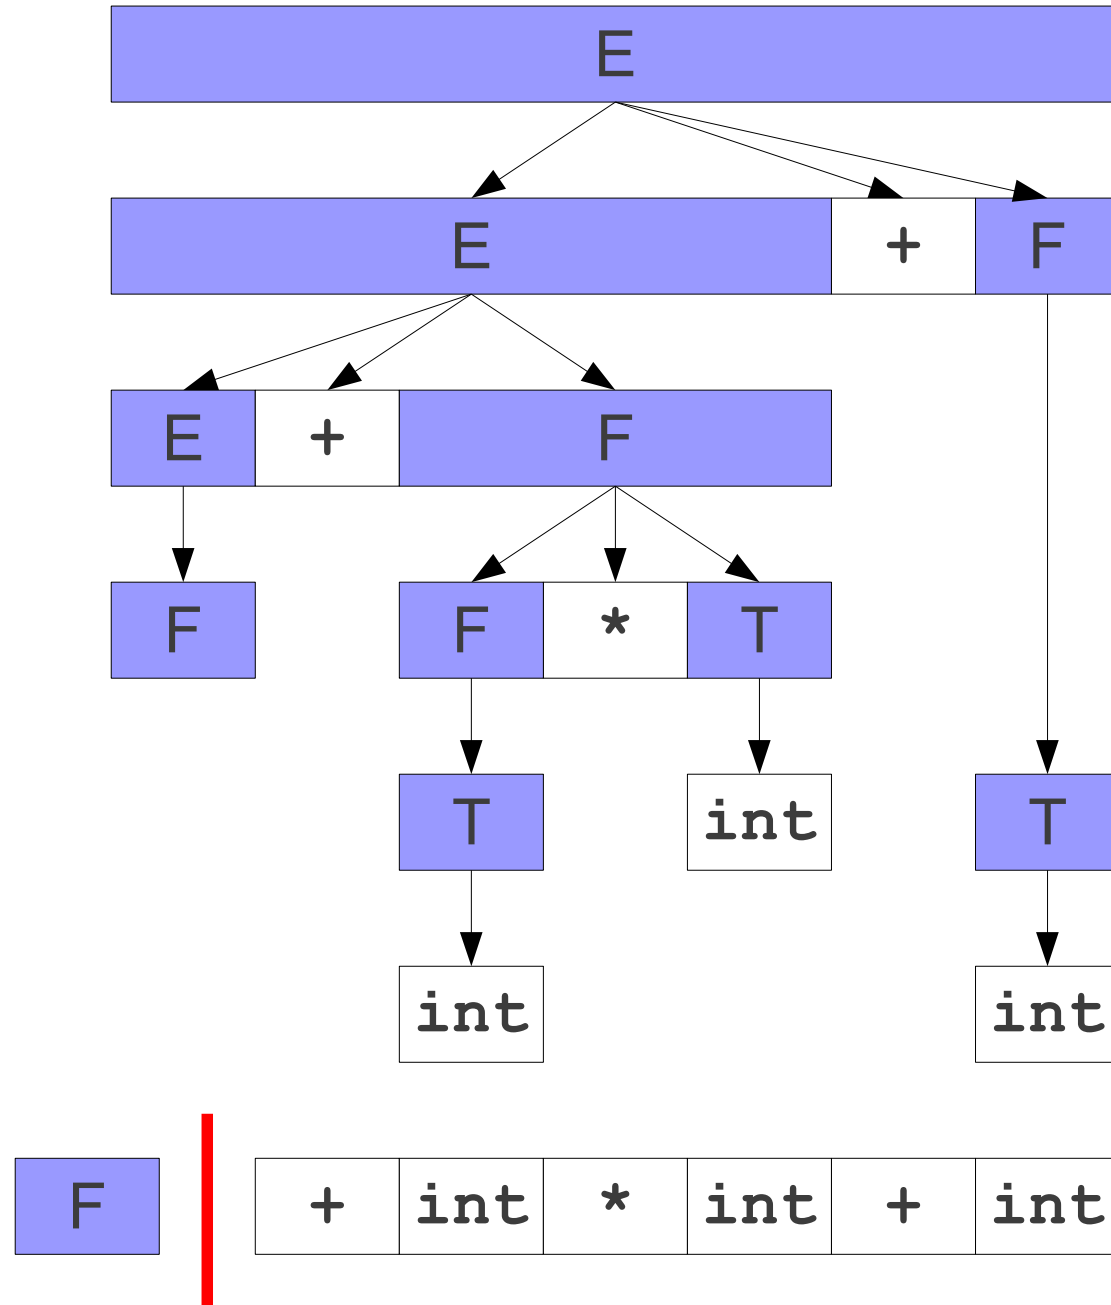 E
E + F
E + F
F F * T
T int T
int int
F + int * int + int